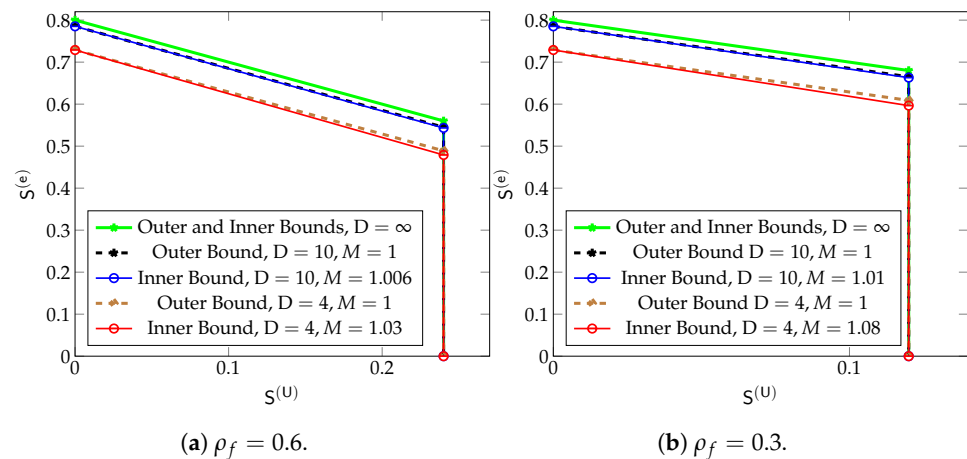 0.8
0.7
0.6
0.5
0.4
0.3
0.2
0.1
0
S^(e)
Outer and Inner Bounds, D = ∞
Outer Bound, D = 10, M = 1
Inner Bound, D = 10, M = 1.006
Outer Bound, D = 4, M = 1
Inner Bound, D = 4, M = 1.03
0 0.1 0.2
S^(U)
(a) ρ_f = 0.6.
0.8
0.7
0.6
0.5
0.4
0.3
0.2
0.1
0
S^(e)
Outer and Inner Bounds, D = ∞
Outer Bound D = 10, M = 1
Inner Bound, D = 10, M = 1.01
Outer Bound D = 4, M = 1
Inner Bound, D = 4, M = 1.08
0 0.1
S^(U)
(b) ρ_f = 0.3.